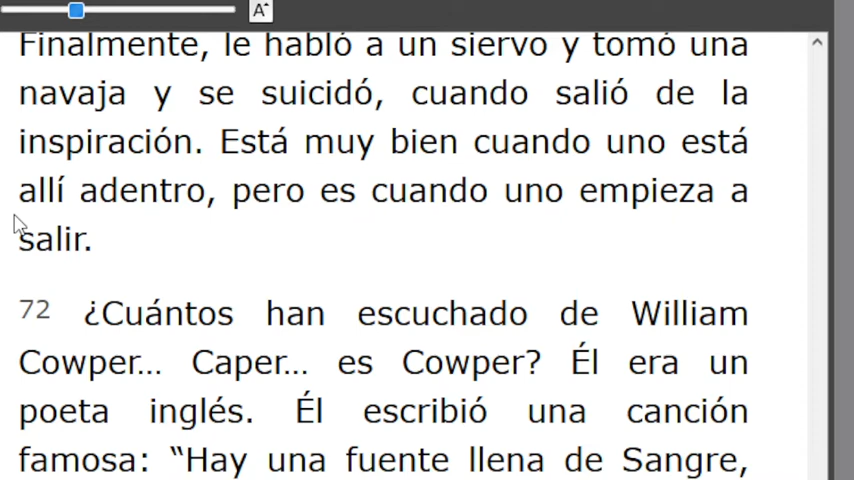 A^
Finalmente, le habló a un siervo y tomó una
navaja y se suicidó, cuando salió de la
inspiración. Está muy bien cuando uno está
allí adentro, pero es cuando uno empieza a
salir.
72 ¿Cuántos han escuchado de William
Cowper… Caper… es Cowper? Él era un
poeta inglés. Él escribió una canción
famosa: “Hay una fuente llena de Sangre,